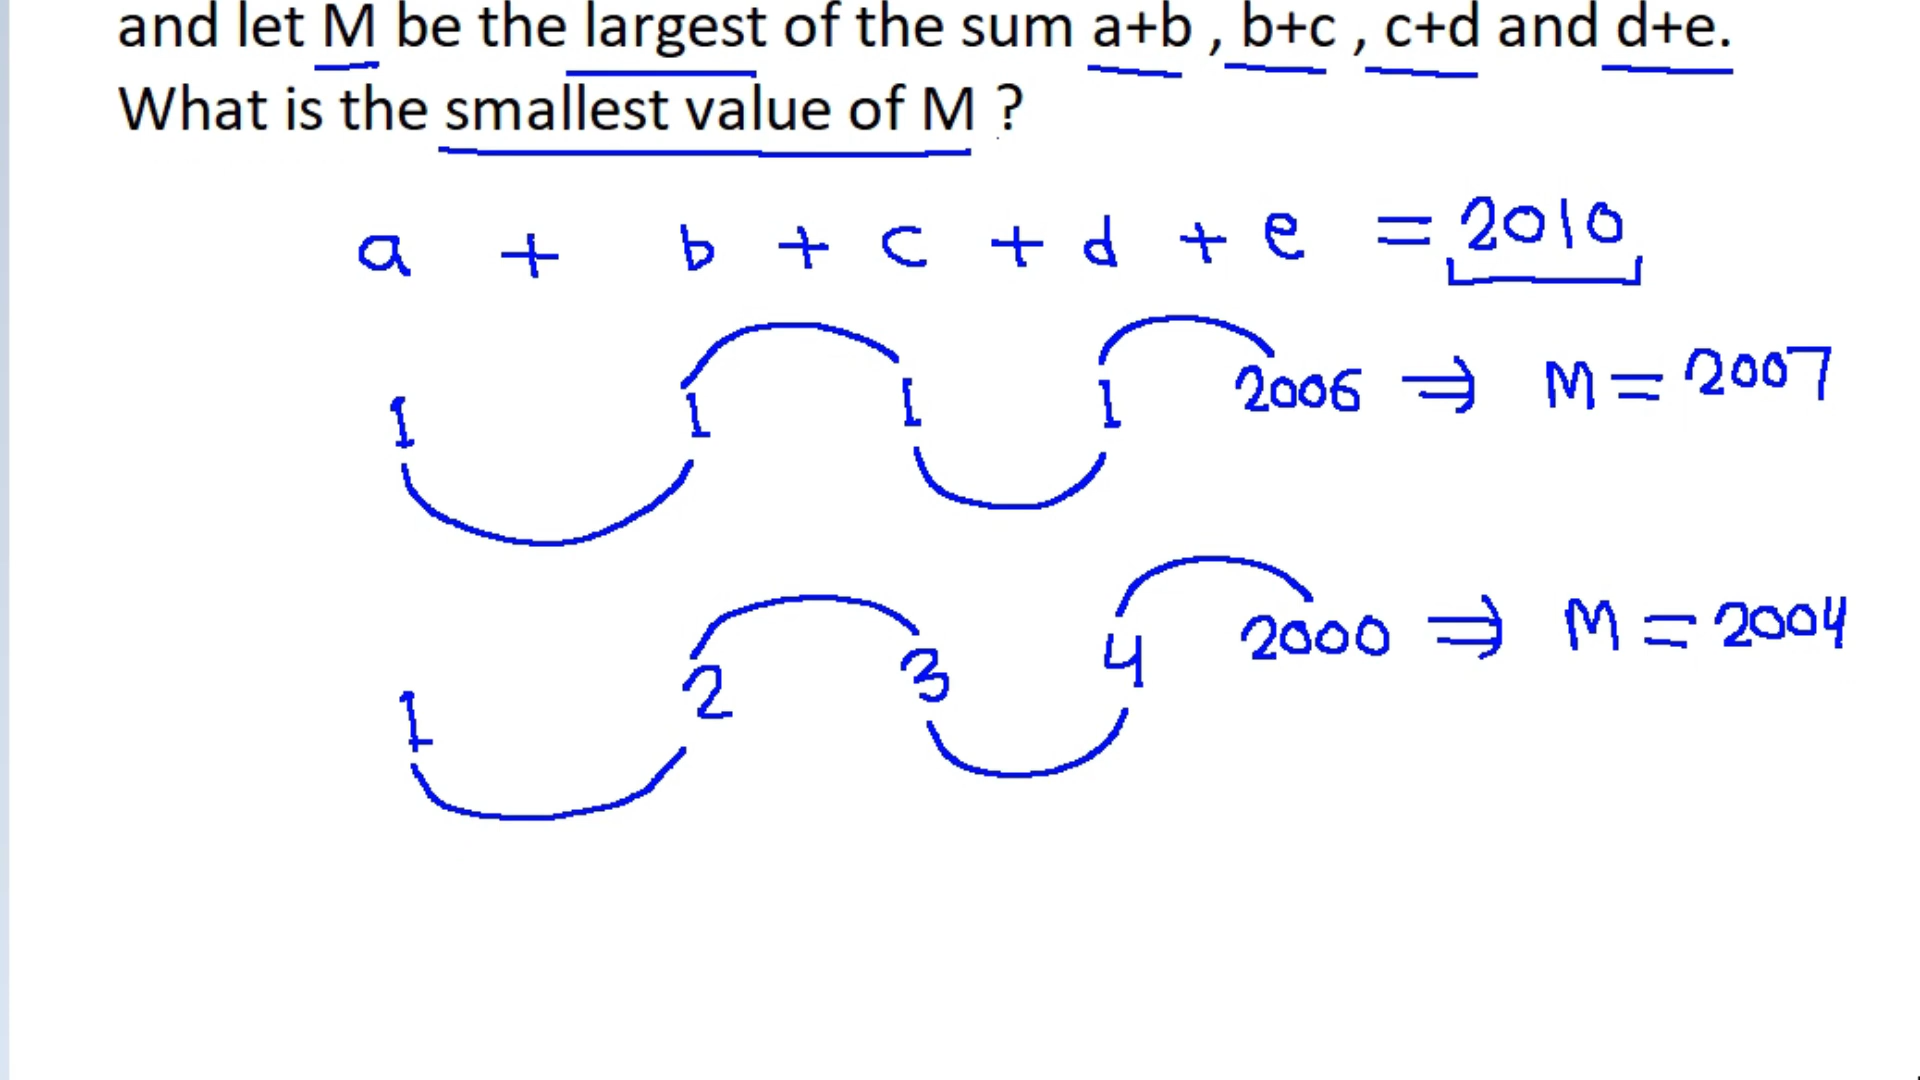 and let M be the largest of the sum a+b , b+c , c+d and d+e.
What is the smallest value of M ?
a + b + c + d + e = 2010
1 1 1 1 2006 ⇒ M = 2007
1 2 3 4 2000 ⇒ M = 2004